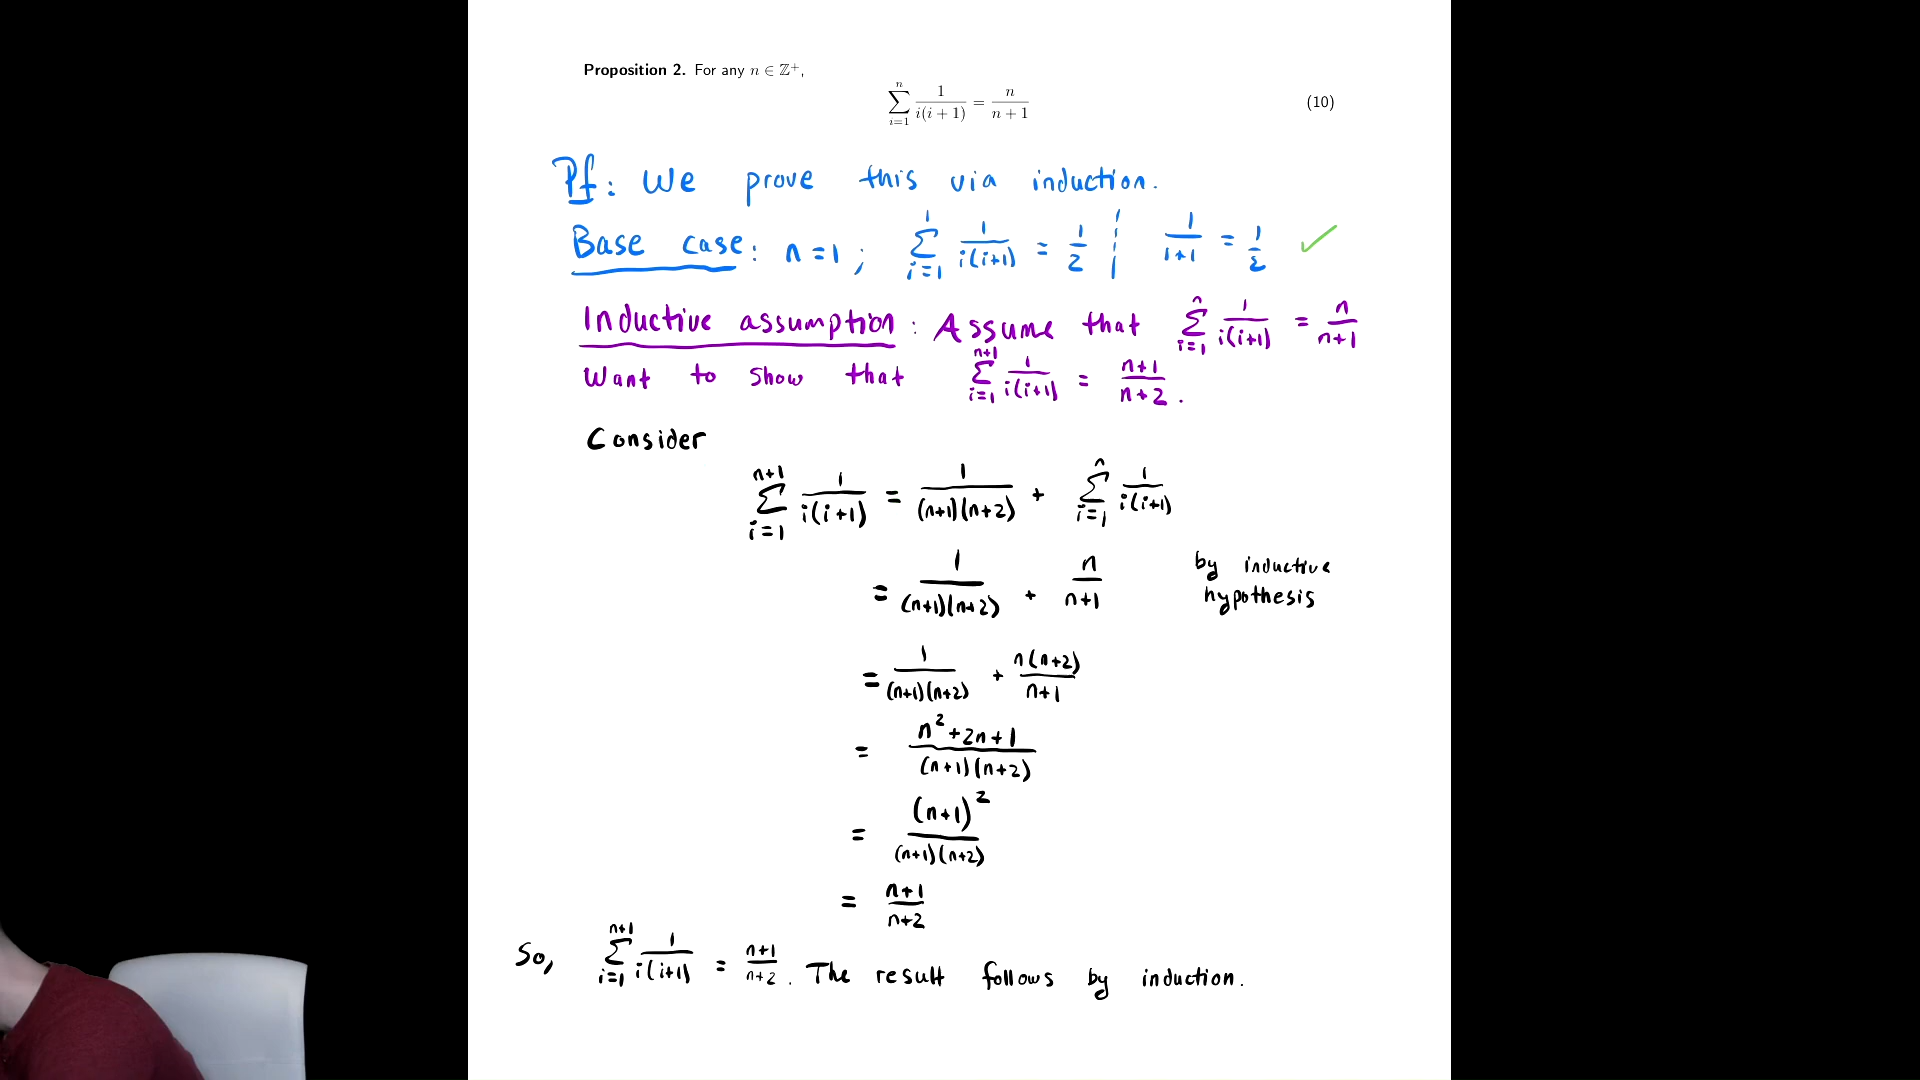 Proposition 2. For any n ∈ ℤ⁺,
∑_{i=1}^{n} 1/(i(i + 1)) = n/(n + 1) (10)
Pf: We prove this via induction.
Base case: n=1; ∑_{i=1}^{1} 1/(i(i+1)) = 1/2 ¦ 1/(1+1) = 1/2 ✓
Inductive assumption: Assume that ∑_{i=1}^{n} 1/(i(i+1)) = n/(n+1)
Want to show that ∑_{i=1}^{n+1} 1/(i(i+1)) = (n+1)/(n+2).
Consider
∑_{i=1}^{n+1} 1/(i(i+1)) = 1/((n+1)(n+2)) + ∑_{i=1}^{n} 1/(i(i+1))
= 1/((n+1)(n+2)) + n/(n+1) by inductive
hypothesis
= 1/((n+1)(n+2)) + n(n+2)/(n+1)
= (n²+2n+1)/((n+1)(n+2))
= (n+1)²/((n+1)(n+2))
= (n+1)/(n+2)
So, ∑_{i=1}^{n+1} 1/(i(i+1)) = (n+1)/(n+2). The result follows by induction.